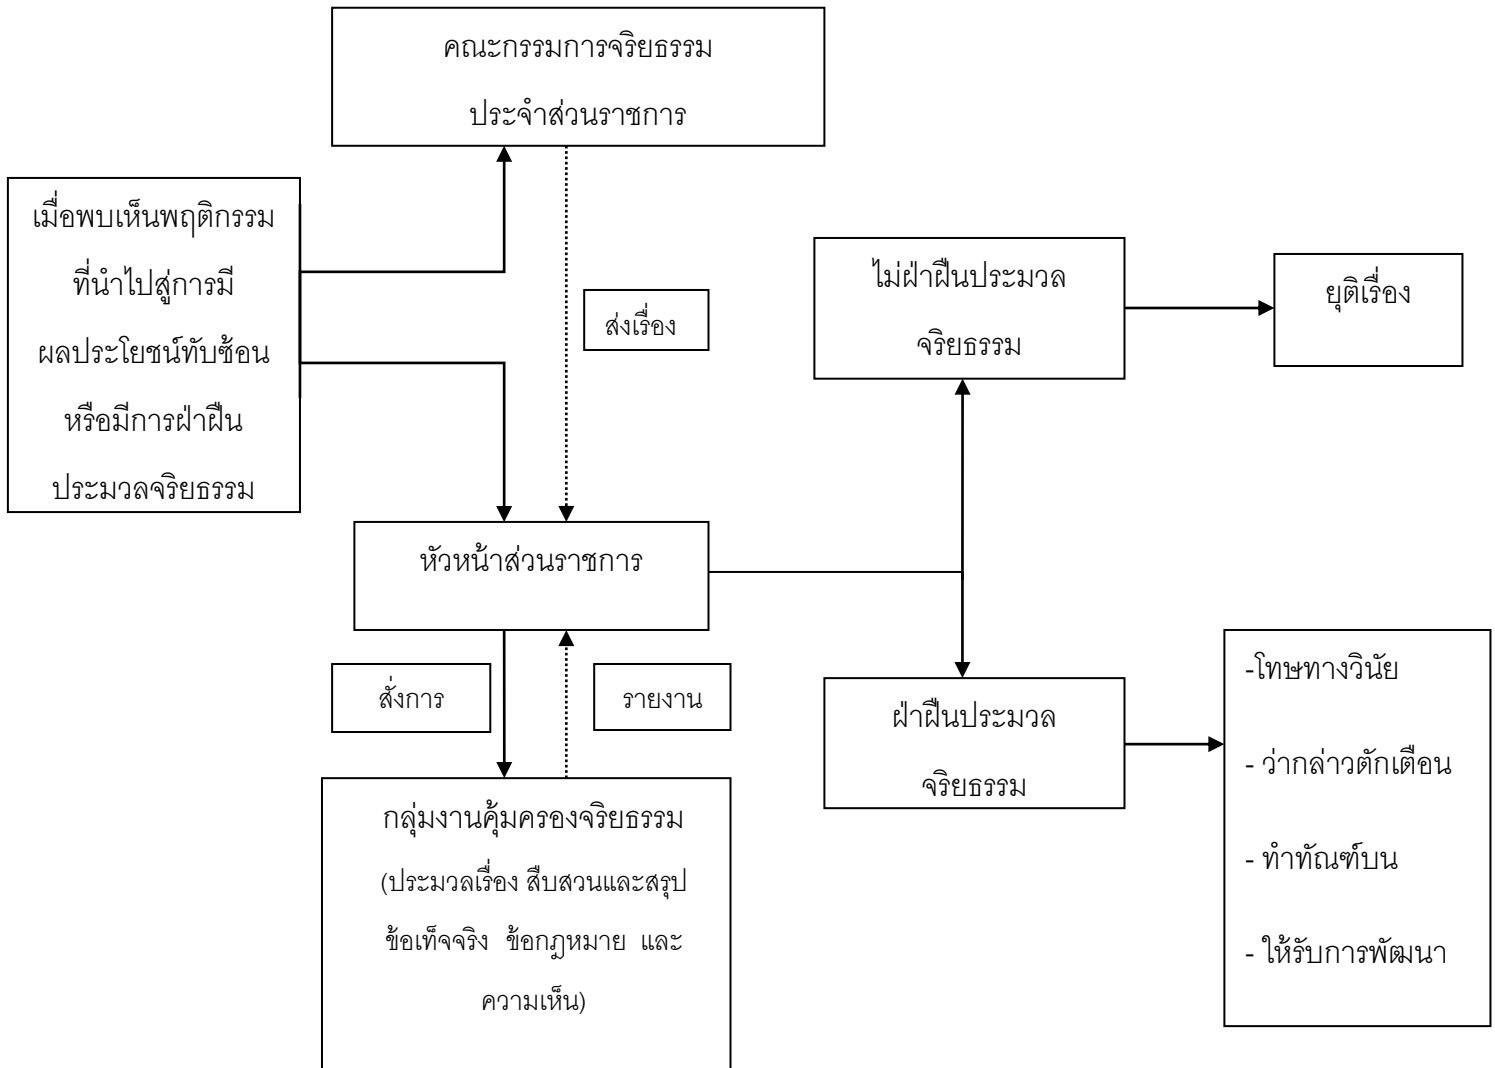 คณะกรรมการจริยธรรม
ประจำส่วนราชการ
เมื่อพบเห็นพฤติกรรม
ที่นำไปสู่การมี
ผลประโยชน์ทับซ้อน
หรือมีการฝ่าฝืน
ประมวลจริยธรรม
ส่งเรื่อง
ไม่ฝ่าฝืนประมวล
จริยธรรม
ยุติเรื่อง
หัวหน้าส่วนราชการ
สั่งการ
รายงาน
ฝ่าฝืนประมวล
จริยธรรม
-โทษทางวินัย
- ว่ากล่าวตักเตือน
- ทำทัณฑ์บน
- ให้รับการพัฒนา
กลุ่มงานคุ้มครองจริยธรรม
(ประมวลเรื่อง สืบสวนและสรุป
ข้อเท็จจริง ข้อกฎหมาย และ
ความเห็น)